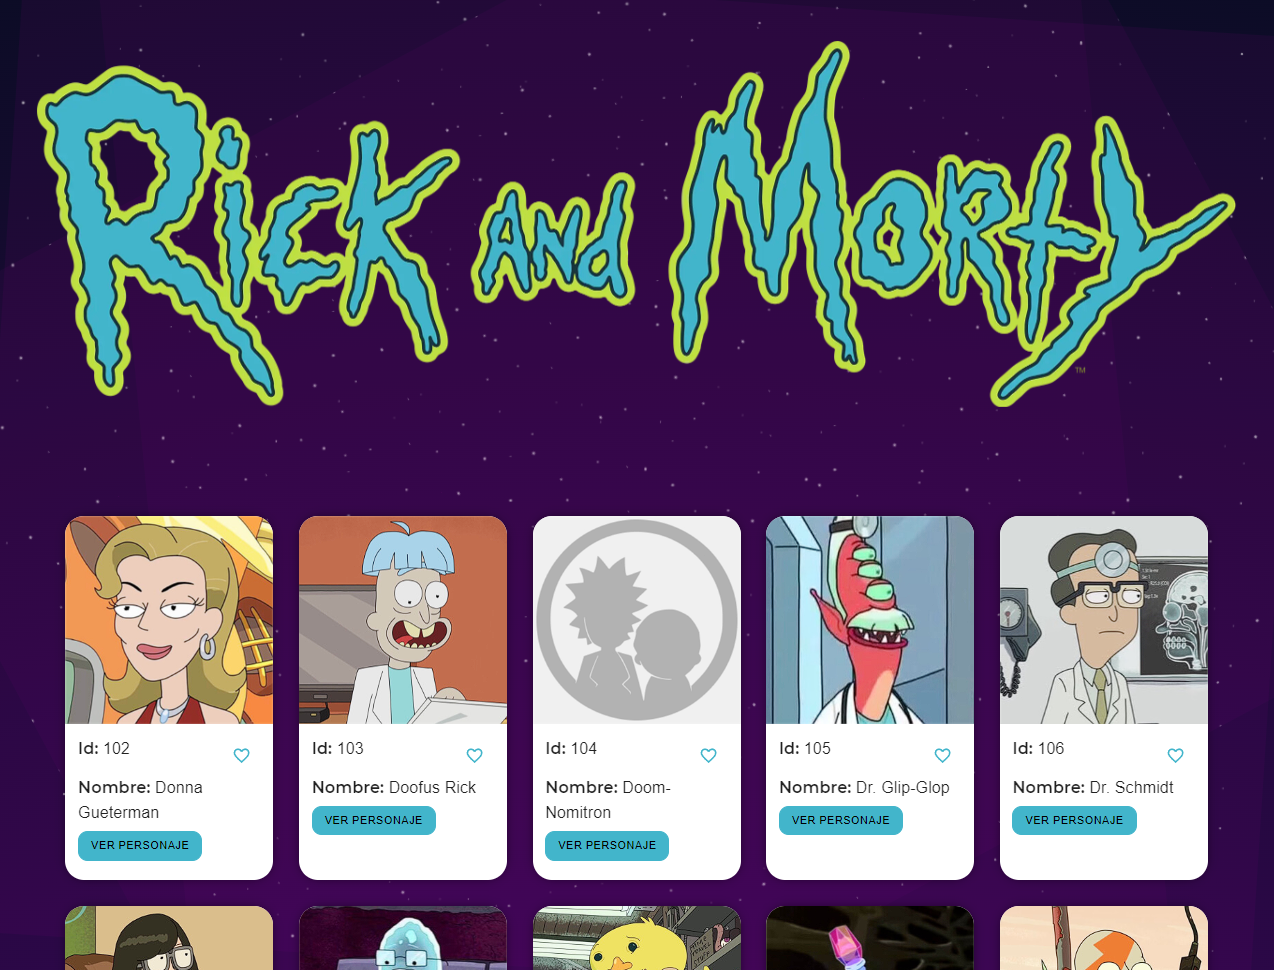 Rick and Morty
TM
Id: 102
Nombre: Donna
Gueterman
VER PERSONAJE
Id: 103
Nombre: Doofus Rick
VER PERSONAJE
Id: 104
Nombre: Doom-
Nomitron
VER PERSONAJE
Id: 105
Nombre: Dr. Glip-Glop
VER PERSONAJE
Id: 106
Nombre: Dr. Schmidt
VER PERSONAJE